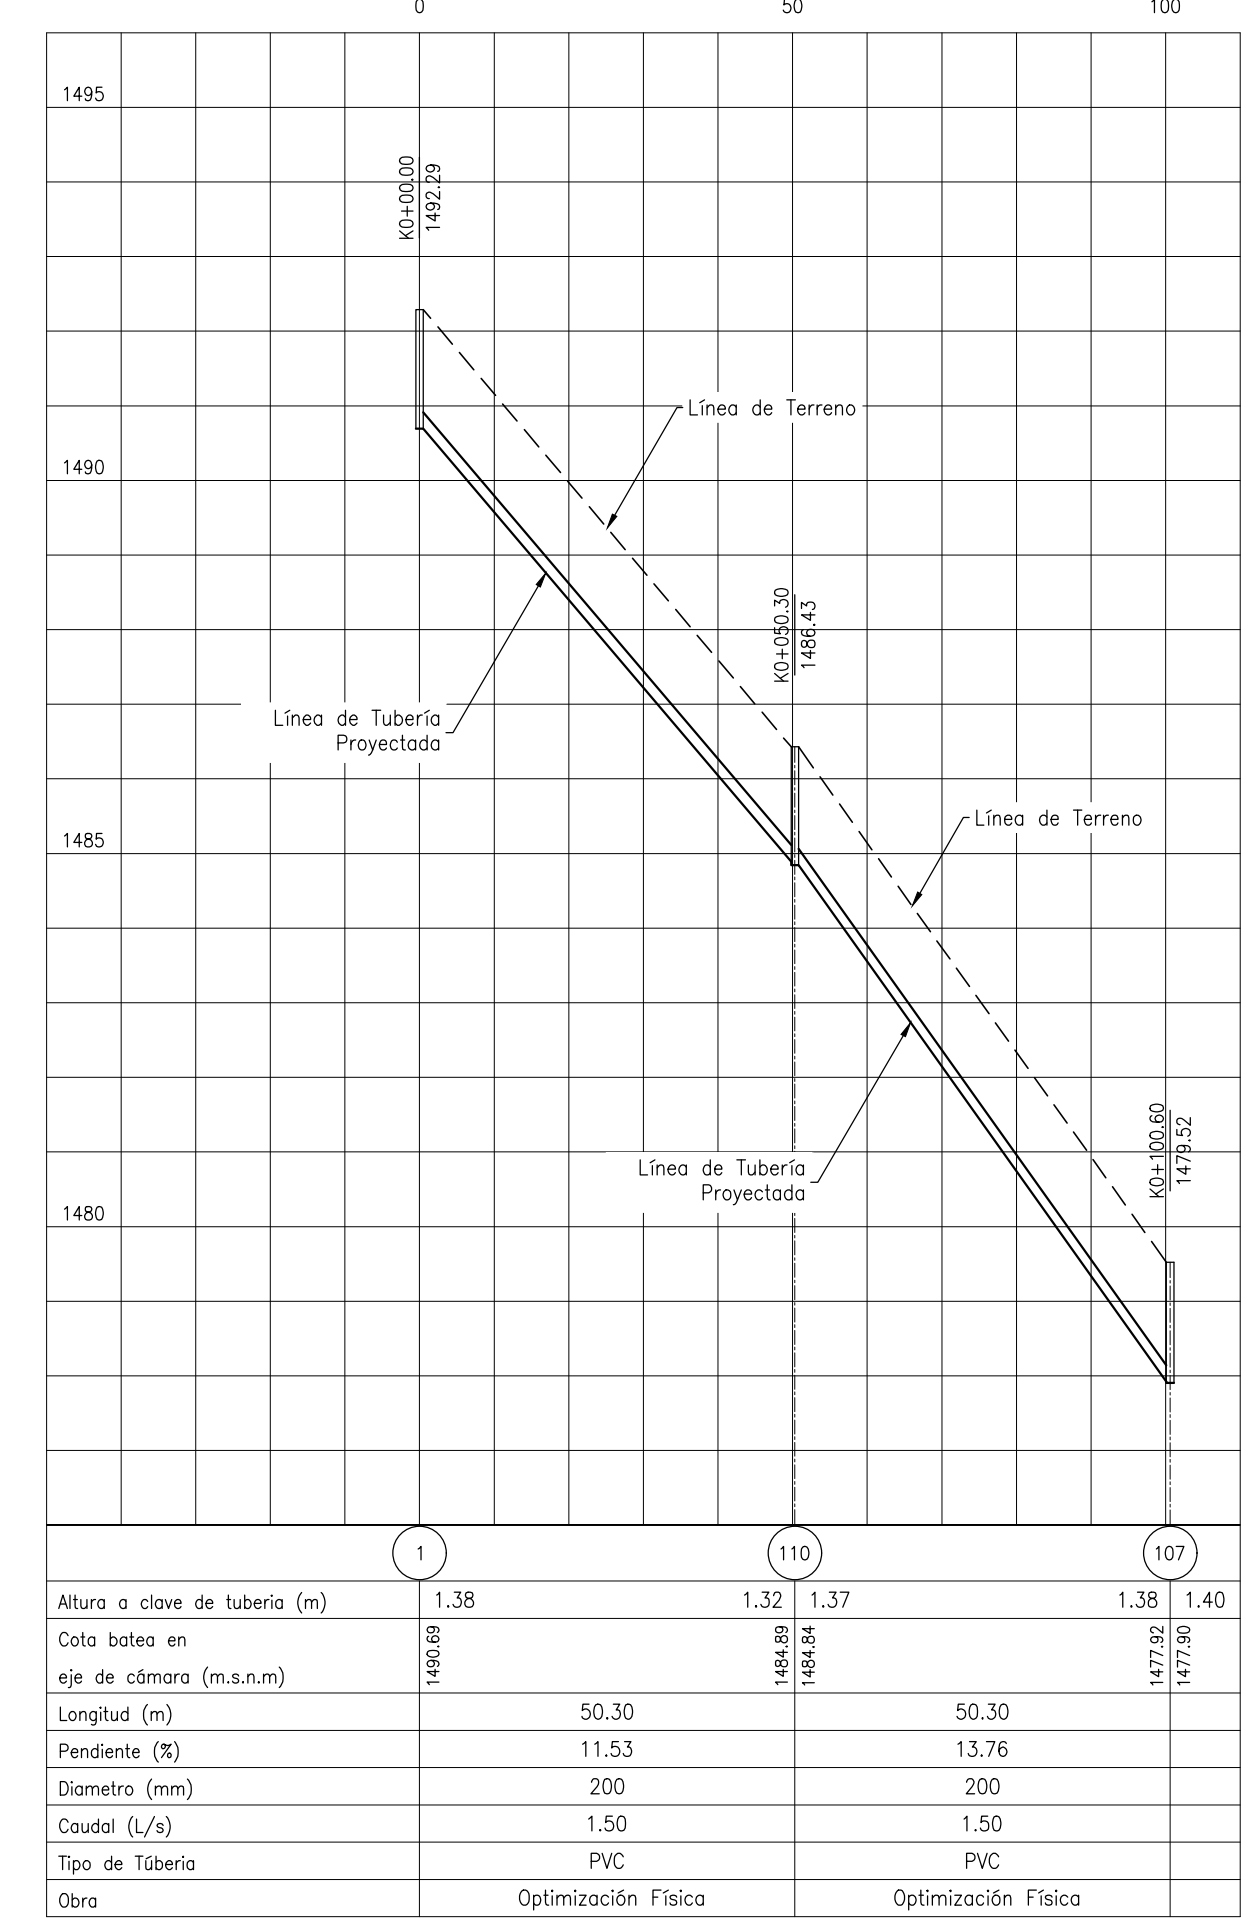 0 50 100
1495
K0+00.00
1492.29
Línea de Terreno
1490
K0+050.30
1486.43
Línea de Tubería
Proyectada
Línea de Terreno
1485
K0+100.60
1479.52
Línea de Tubería
Proyectada
1480
1 110 107
Altura a clave de tuberia (m) 1.38 1.32 1.37 1.38 1.40
Cota batea en
eje de cámara (m.s.n.m) 1490.69 1484.89 1484.84 1477.92 1477.90
Longitud (m) 50.30 50.30
Pendiente (%) 11.53 13.76
Diametro (mm) 200 200
Caudal (L/s) 1.50 1.50
Tipo de Túberia PVC PVC
Obra Optimización Física Optimización Física